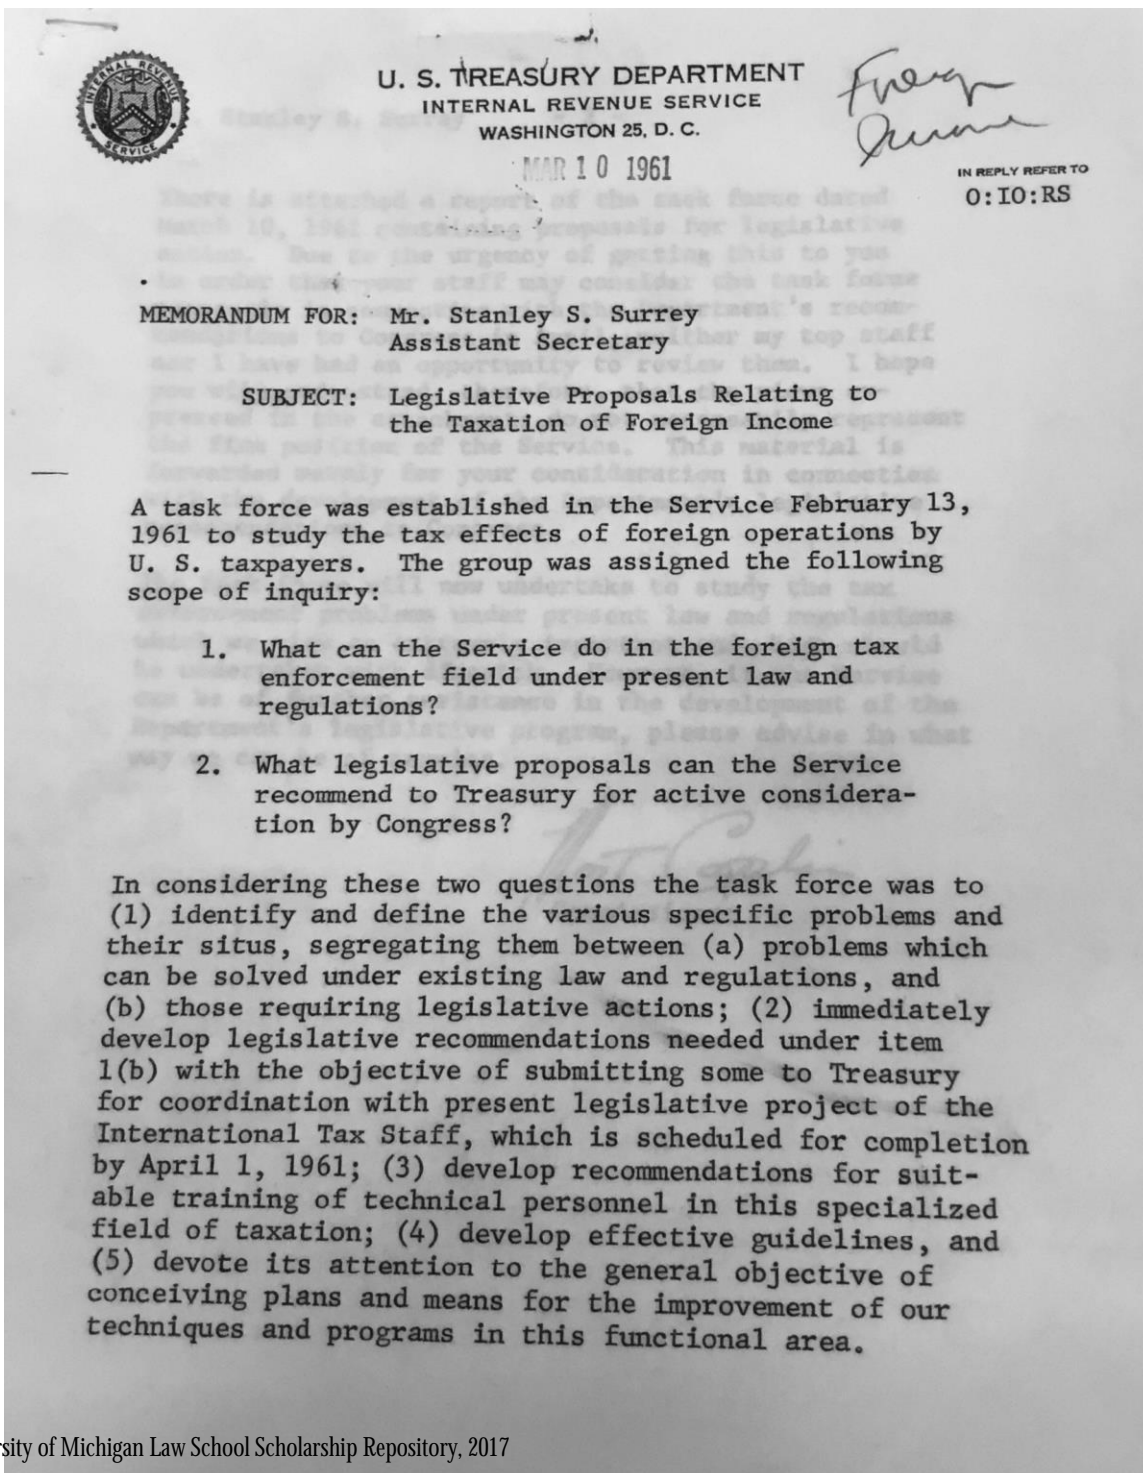 INTERNAL REVENUE
SERVICE
U. S. TREASURY DEPARTMENT
INTERNAL REVENUE SERVICE
WASHINGTON 25, D. C.
MAR 10 1961
Foreign
Income
IN REPLY REFER TO
O:IO:RS
MEMORANDUM FOR: Mr. Stanley S. Surrey
Assistant Secretary
SUBJECT: Legislative Proposals Relating to
the Taxation of Foreign Income
A task force was established in the Service February 13,
1961 to study the tax effects of foreign operations by
U. S. taxpayers. The group was assigned the following
scope of inquiry:
1. What can the Service do in the foreign tax
enforcement field under present law and
regulations?
2. What legislative proposals can the Service
recommend to Treasury for active considera-
tion by Congress?
In considering these two questions the task force was to
(1) identify and define the various specific problems and
their situs, segregating them between (a) problems which
can be solved under existing law and regulations, and
(b) those requiring legislative actions; (2) immediately
develop legislative recommendations needed under item
1(b) with the objective of submitting some to Treasury
for coordination with present legislative project of the
International Tax Staff, which is scheduled for completion
by April 1, 1961; (3) develop recommendations for suit-
able training of technical personnel in this specialized
field of taxation; (4) develop effective guidelines, and
(5) devote its attention to the general objective of
conceiving plans and means for the improvement of our
techniques and programs in this functional area.
rsity of Michigan Law School Scholarship Repository, 2017